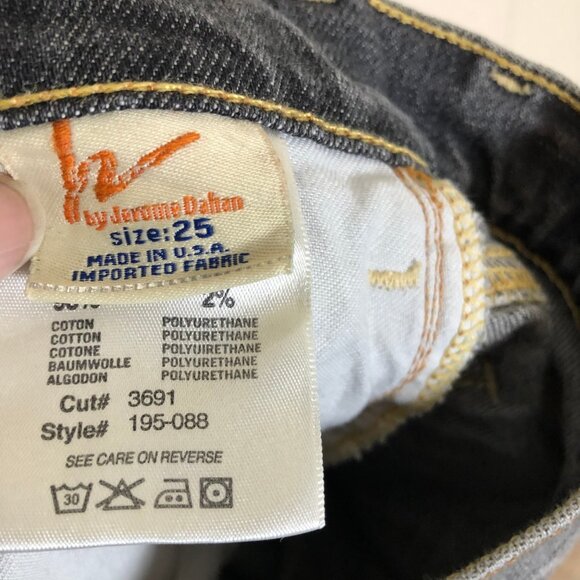 by Jerome Dahan
size: 25
MADE IN U.S.A.
IMPORTED FABRIC
2%
COTON POLYURETHANE
COTTON POLYURETHANE
COTONE POLYUIRETHANE
BAUMWOLLE POLYURETHANE
ALGODON POLYURETHANE
Cut# 3691
Style# 195-088
SEE CARE ON REVERSE
30